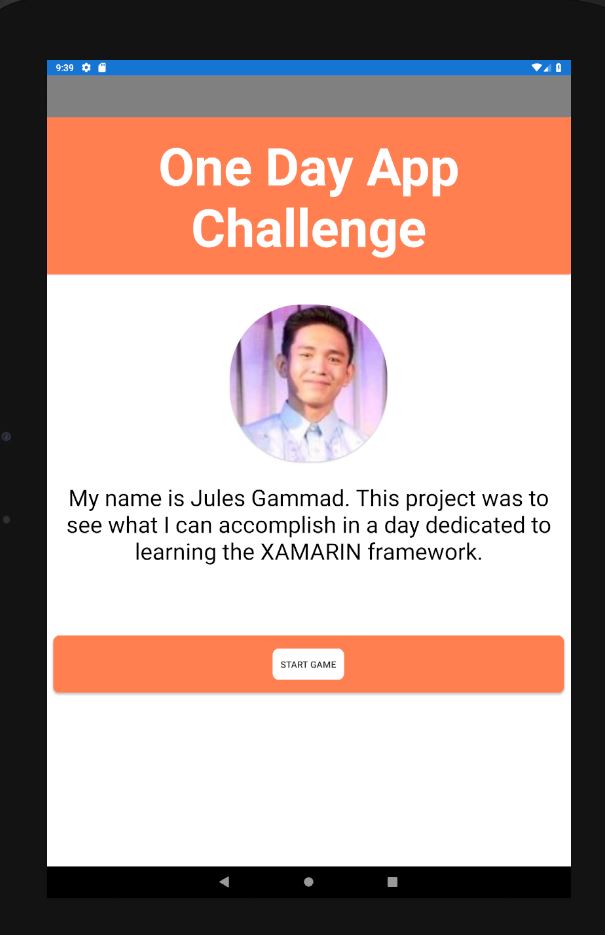 9:39
One Day App
Challenge
My name is Jules Gammad. This project was to
see what I can accomplish in a day dedicated to
learning the XAMARIN framework.
START GAME